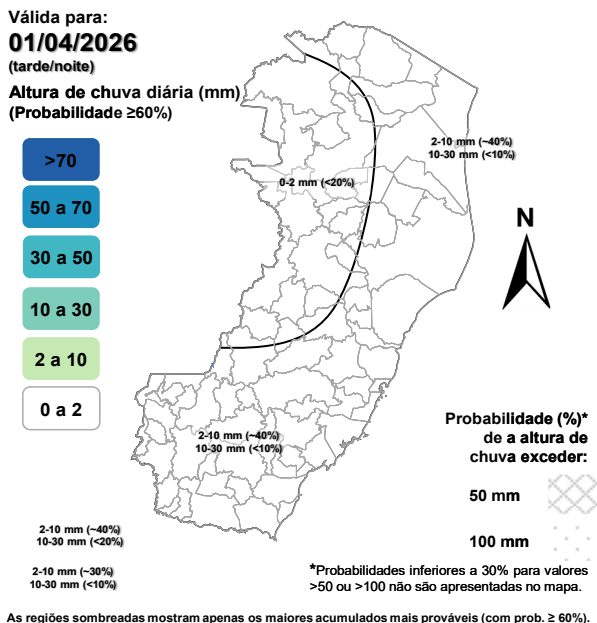 Válida para:
01/04/2026
(tarde/noite)
Altura de chuva diária (mm)
(Probabilidade ≥60%)
>70
50 a 70
30 a 50
10 a 30
2 a 10
0 a 2
2-10 mm (~40%)
10-30 mm (<10%)
0-2 mm (<20%)
N
2-10 mm (~40%)
10-30 mm (<10%)
Probabilidade (%)*
de a altura de
chuva exceder:
50 mm
100 mm
2-10 mm (~40%)
10-30 mm (<20%)
2-10 mm (~30%)
10-30 mm (<10%)
*Probabilidades inferiores a 30% para valores
>50 ou >100 não são apresentadas no mapa.
As regiões sombreadas mostram apenas os maiores acumulados mais prováveis (com prob. ≥ 60%).